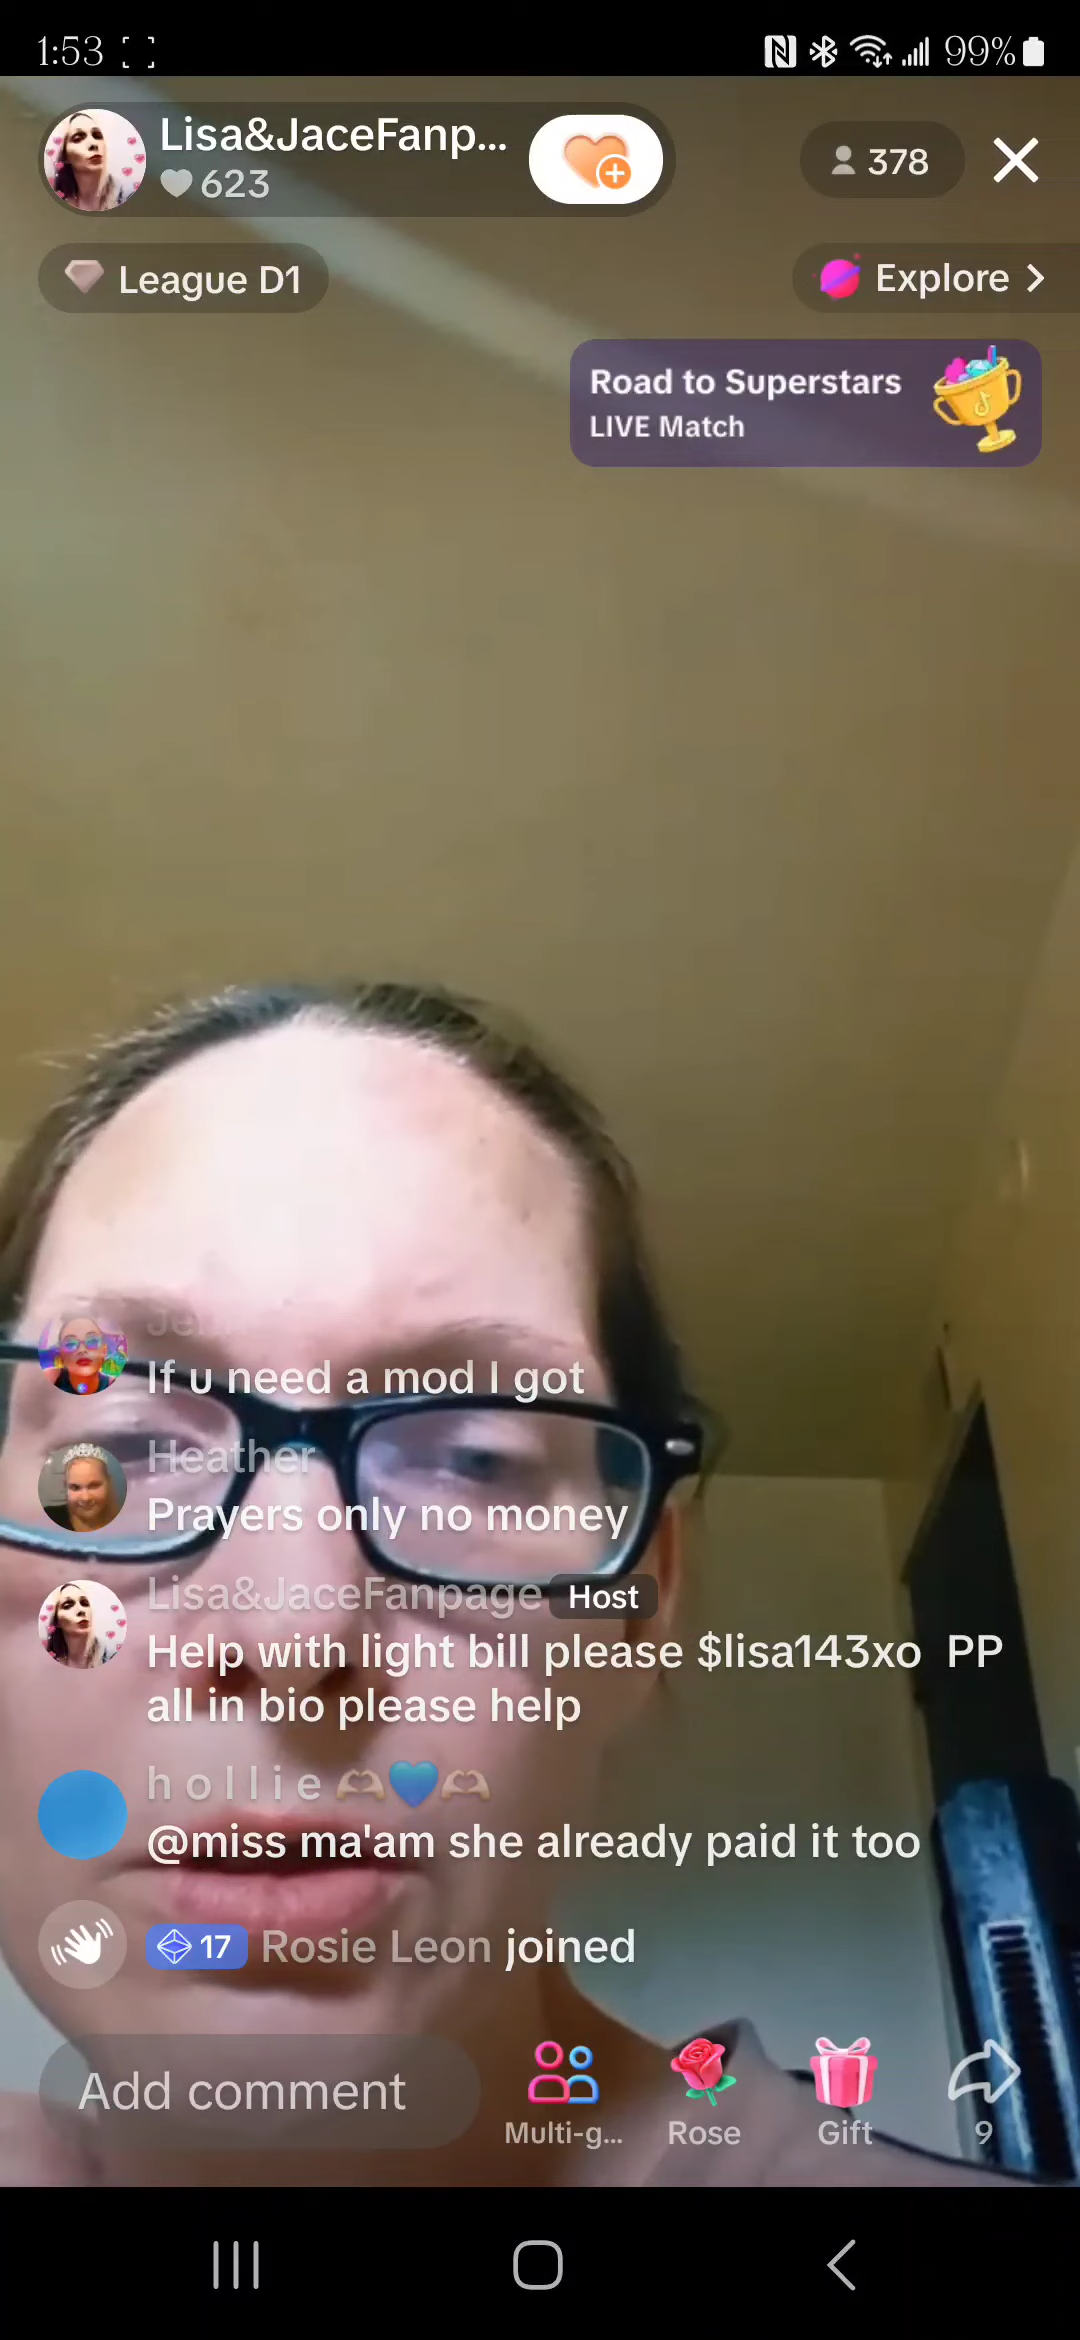 1:53
99%
Lisa&JaceFanp...
623
378
League D1
Explore
Road to Superstars
LIVE Match
If u need a mod I got
Heather
Prayers only no money
Lisa&JaceFanpage Host
Help with light bill please $lisa143xo PP
all in bio please help
h o l l i e 🫶💙🫶
@miss ma'am she already paid it too
17 Rosie Leon joined
Add comment
Multi-g...
Rose
Gift
9